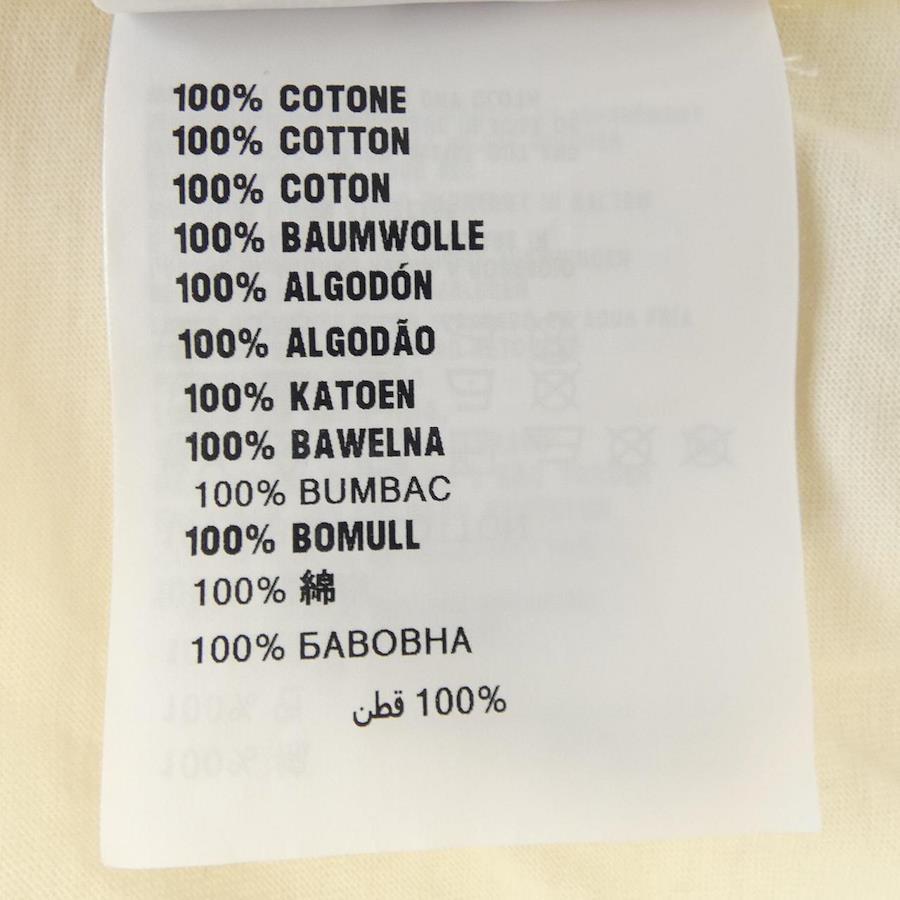 100% COTONE
100% COTTON
100% COTON
100% BAUMWOLLE
100% ALGODÓN
100% ALGODÃO
100% KATOEN
100% BAWELNA
100% BUMBAC
100% BOMULL
100% 綿
100% БАВОВНА
100% قطن